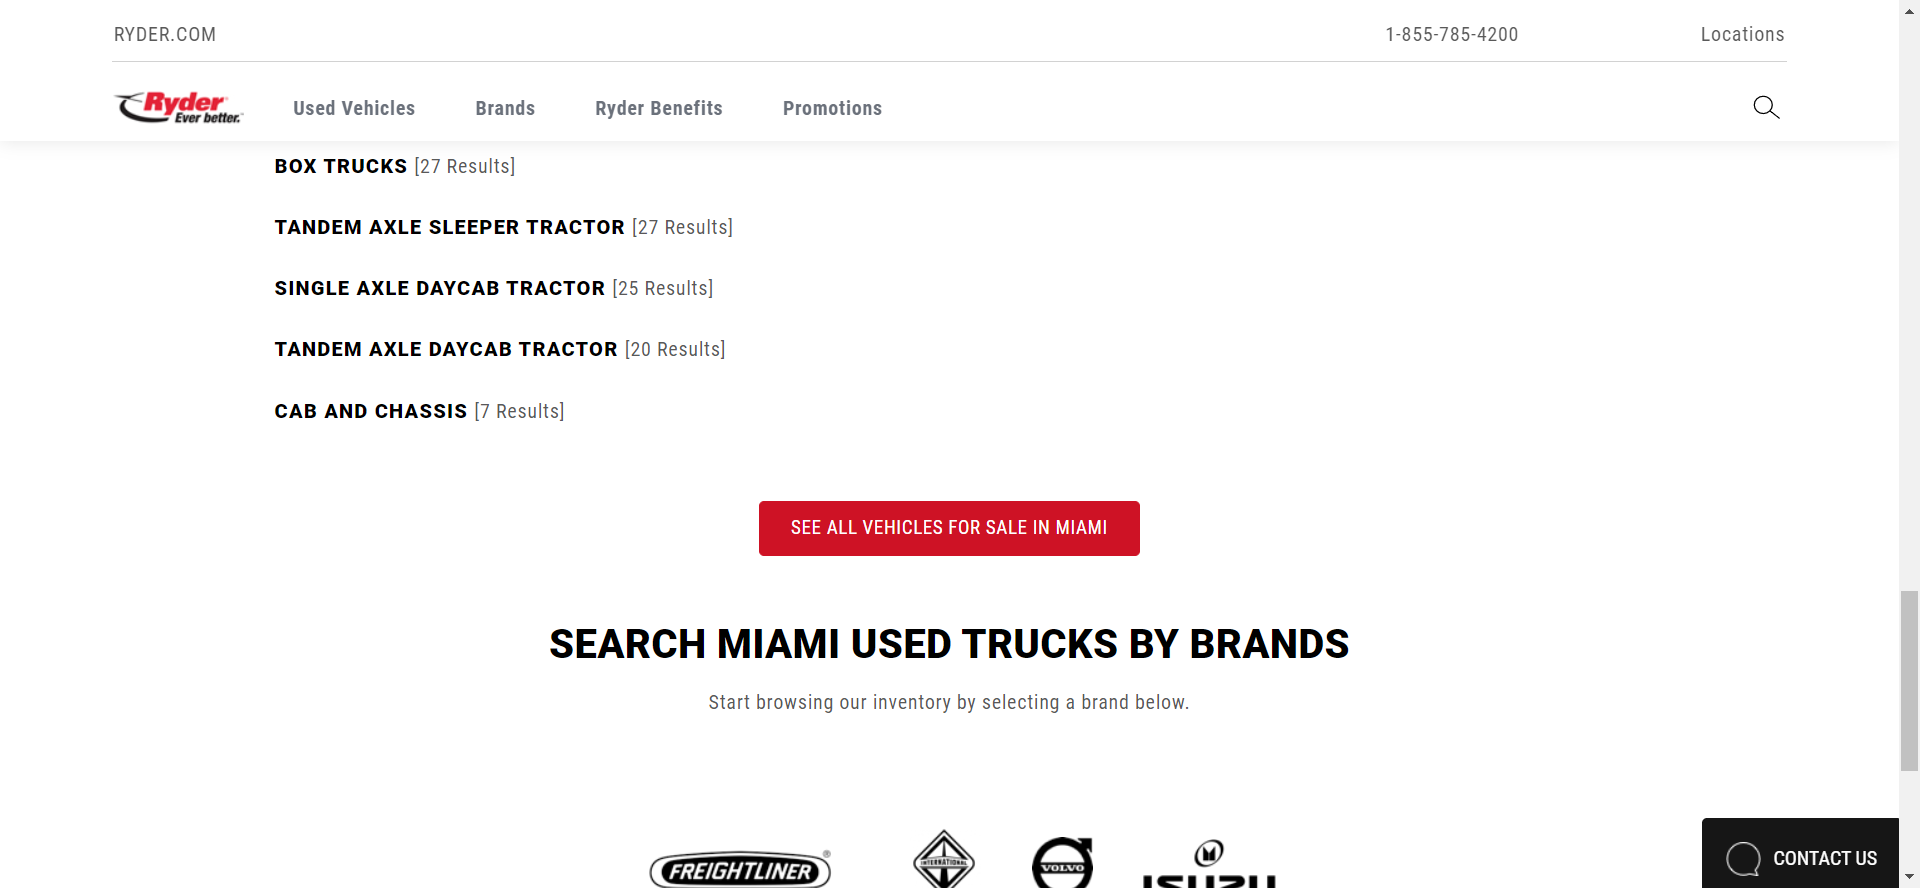 RYDER.COM
1-855-785-4200
Locations
Ryder
Ever better.™
Used Vehicles
Brands
Ryder Benefits
Promotions
BOX TRUCKS [27 Results]
TANDEM AXLE SLEEPER TRACTOR [27 Results]
SINGLE AXLE DAYCAB TRACTOR [25 Results]
TANDEM AXLE DAYCAB TRACTOR [20 Results]
CAB AND CHASSIS [7 Results]
SEE ALL VEHICLES FOR SALE IN MIAMI
SEARCH MIAMI USED TRUCKS BY BRANDS
Start browsing our inventory by selecting a brand below.
FREIGHTLINER®
INTERNATIONAL
VOLVO
ISUZU
CONTACT US